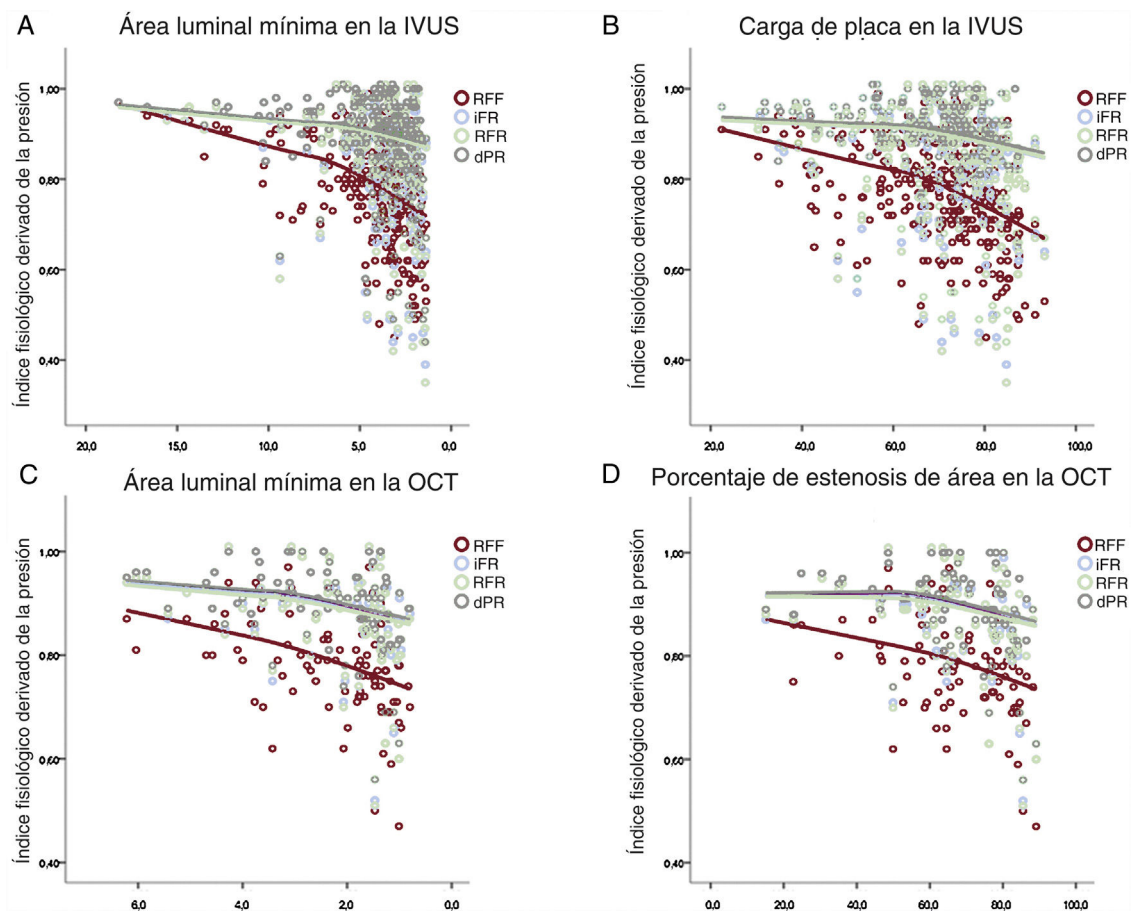 A
Área luminal mínima en la IVUS
Índice fisiológico derivado de la presión
1,00
0,80
0,60
0,40
20,0 15,0 10,0 5,0 0,0
RFF
iFR
RFR
dPR
B
Carga de placa en la IVUS
Índice fisiológico derivado de la presión
1,00
0,80
0,60
0,40
20,0 40,0 60,0 80,0 100,0
RFF
iFR
RFR
dPR
C
Área luminal mínima en la OCT
Índice fisiológico derivado de la presión
1,00
0,80
0,60
0,40
6,0 4,0 2,0 0,0
RFF
iFR
RFR
dPR
D
Porcentaje de estenosis de área en la OCT
Índice fisiológico derivado de la presión
1,00
0,80
0,60
0,40
0,0 20,0 40,0 60,0 80,0 100,0
RFF
iFR
RFR
dPR